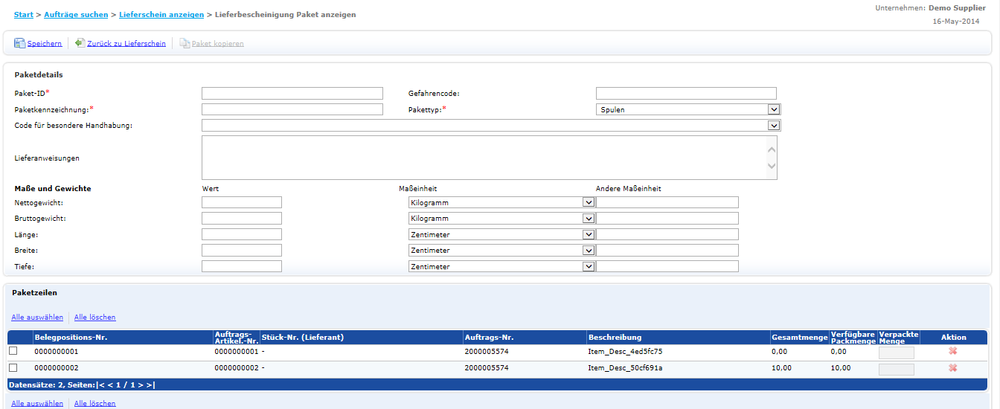 Start > Aufträge suchen > Lieferschein anzeigen > Lieferbescheinigung Paket anzeigen
Unternehmen: Demo Supplier
16-May-2014
Speichern Zurück zu Lieferschein Paket kopieren
Paketdetails
Paket-ID* Gefahrencode:
Paketkennzeichnung:* Pakettyp:* Spulen
Code für besondere Handhabung:
Lieferanweisungen
Maße und Gewichte Wert Maßeinheit Andere Maßeinheit
Nettogewicht: Kilogramm
Bruttogewicht: Kilogramm
Länge: Zentimeter
Breite: Zentimeter
Tiefe: Zentimeter
Paketzeilen
Alle auswählen Alle löschen
Belegpositions-Nr. Auftrags-Artikel.-Nr. Stück-Nr. (Lieferant) Auftrags-Nr. Beschreibung Gesamtmenge Verfügbare Packmenge Verpackte Menge Aktion
0000000001 0000000001 - 2000005574 Item_Desc_4ed5fc75 0,00 0,00
0000000002 0000000002 - 2000005574 Item_Desc_50cf691a 10,00 10,00
Datensätze: 2, Seiten:|< < 1 / 1 > >|
Alle auswählen Alle löschen